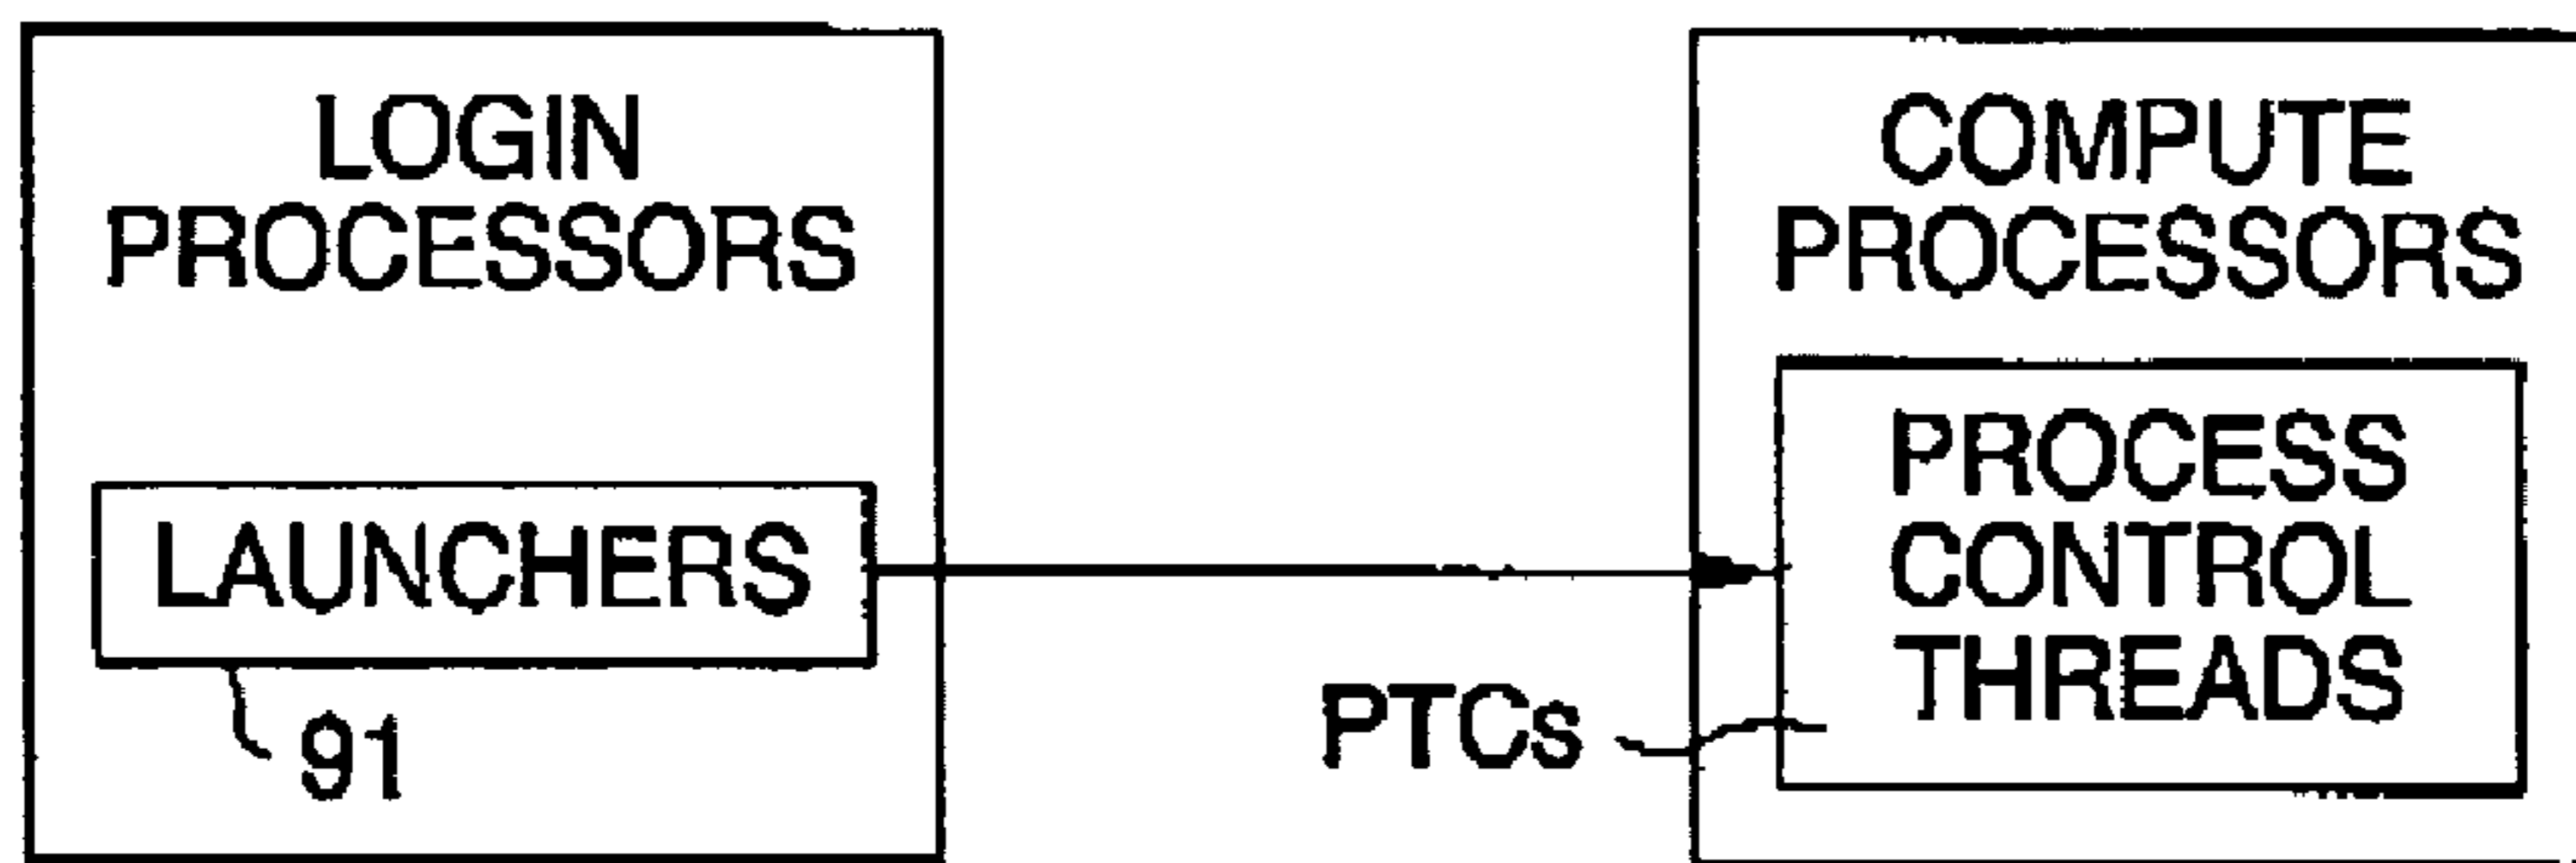 LOGIN
PROCESSORS
LAUNCHERS
91
COMPUTE
PROCESSORS
PROCESS
CONTROL
THREADS
PTCs